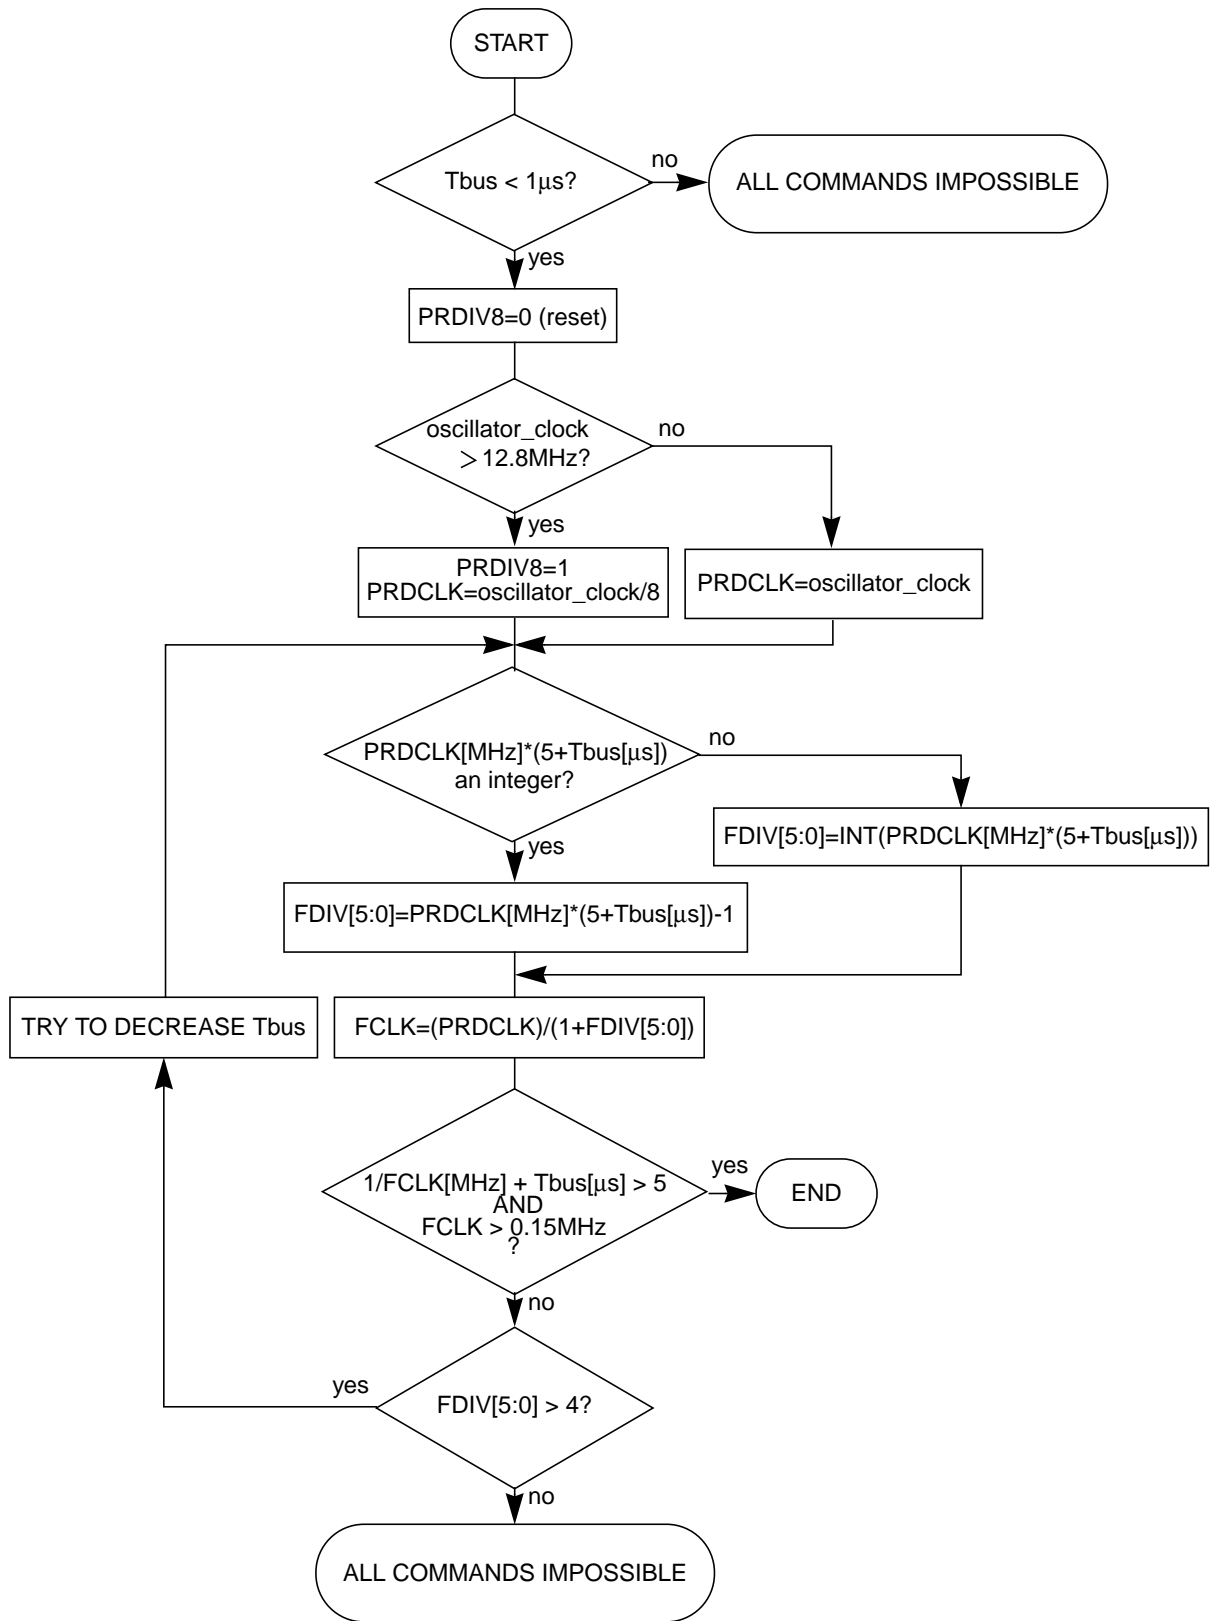 START
Tbus < 1μs?
no
ALL COMMANDS IMPOSSIBLE
yes
PRDIV8=0 (reset)
oscillator_clock
> 12.8MHz?
no
yes
PRDIV8=1
PRDCLK=oscillator_clock/8
PRDCLK=oscillator_clock
PRDCLK[MHz]*(5+Tbus[μs])
an integer?
no
yes
FDIV[5:0]=INT(PRDCLK[MHz]*(5+Tbus[μs]))
FDIV[5:0]=PRDCLK[MHz]*(5+Tbus[μs])-1
TRY TO DECREASE Tbus
FCLK=(PRDCLK)/(1+FDIV[5:0])
1/FCLK[MHz] + Tbus[μs] > 5
AND
FCLK > 0.15MHz
?
yes
END
no
FDIV[5:0] > 4?
yes
no
ALL COMMANDS IMPOSSIBLE